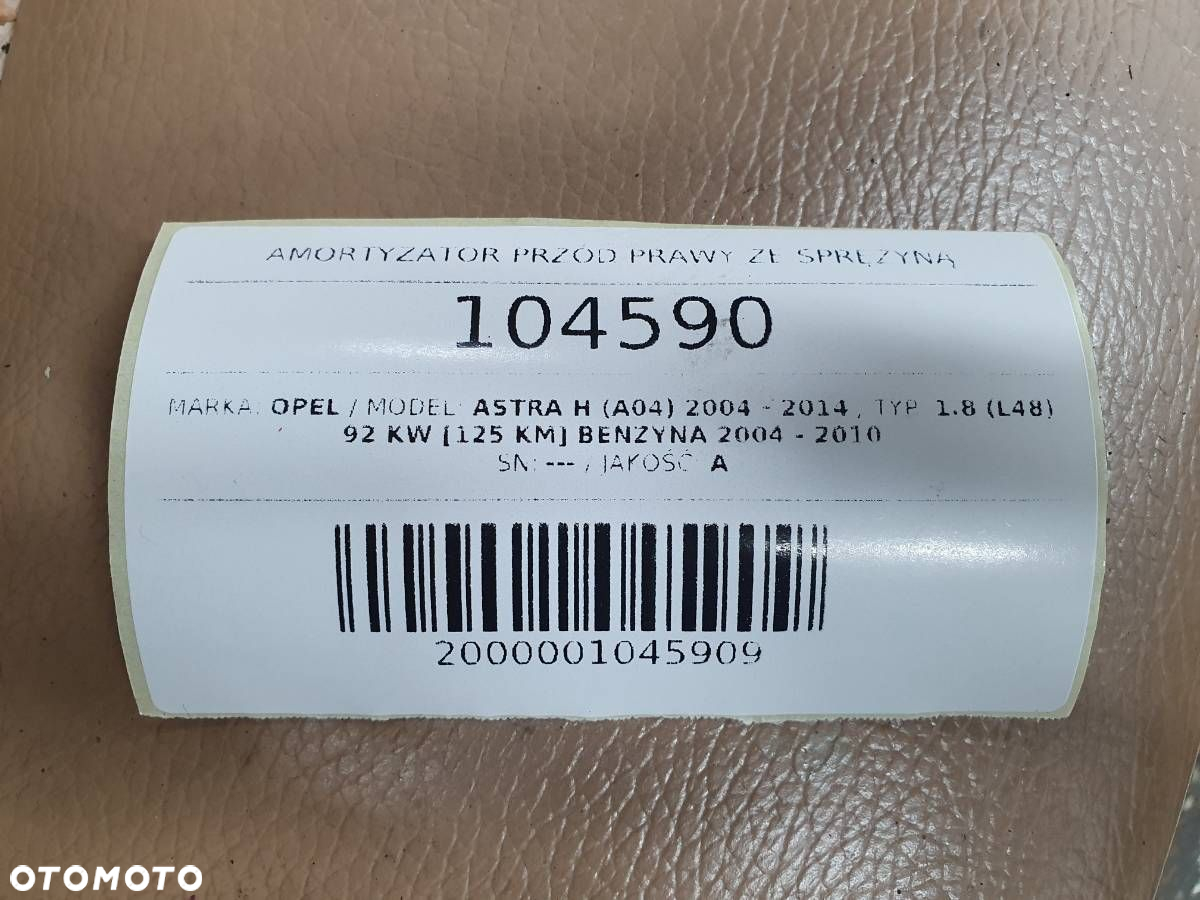 AMORTYZATOR PRZÓD PRAWY ZE SPRĘŻYNĄ
104590
MARKA: OPEL / MODEL: ASTRA H (A04) 2004 - 2014, TYP: 1.8 (L48)
92 KW [125 KM] BENZYNA 2004 - 2010
SN: --- / JAKOŚĆ: A
2000001045909
OTOMOTO